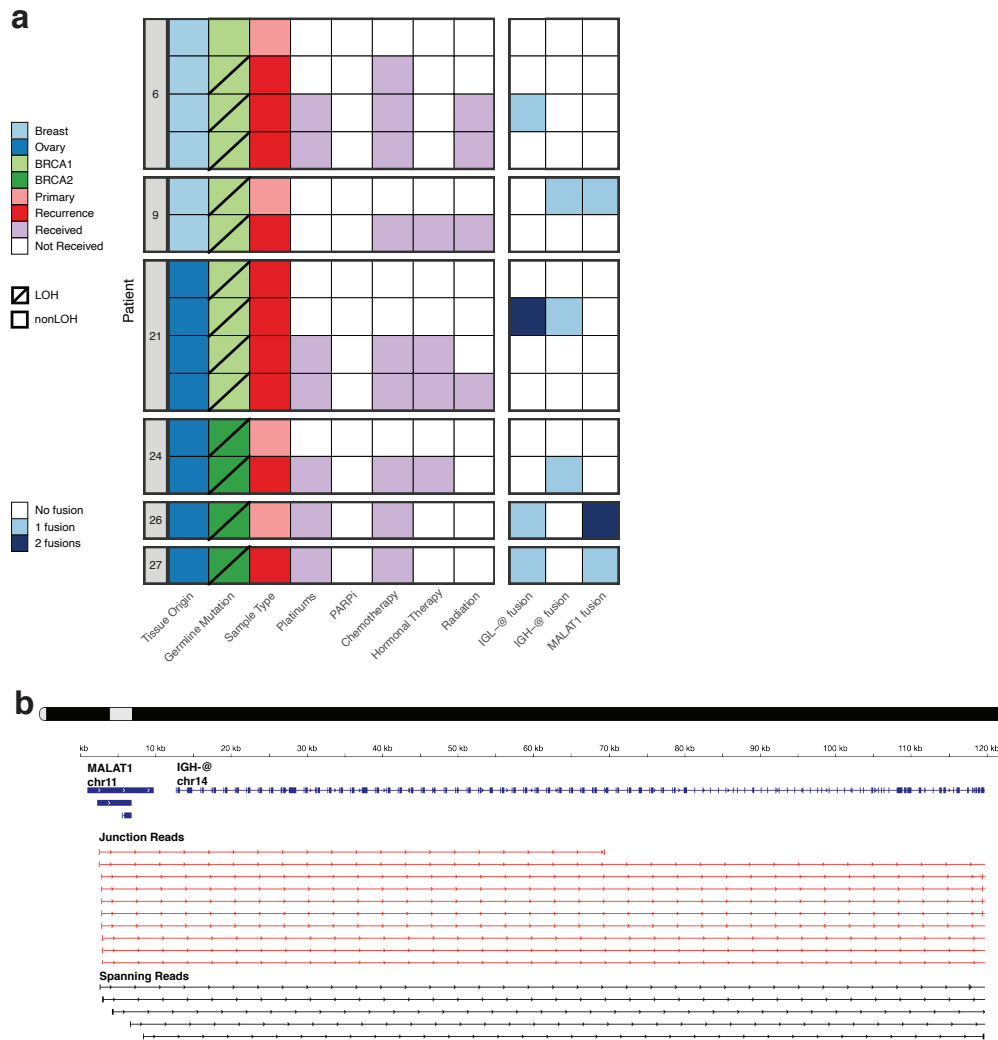 a
Breast
Ovary
BRCA1
BRCA2
Primary
Recurrence
Received
Not Received
LOH
nonLOH
No fusion
1 fusion
2 fusions
Patient
6
9
21
24
26
27
Tissue Origin
Germline Mutation
Sample Type
Platinums
PARPi
Chemotherapy
Hormonal Therapy
Radiation
IGL-@ fusion
IGH-@ fusion
MALAT1 fusion
b
kb 10 kb 20 kb 30 kb 40 kb 50 kb 60 kb 70 kb 80 kb 90 kb 100 kb 110 kb 120 kb
MALAT1 IGH-@
chr11 chr14
Junction Reads
Spanning Reads